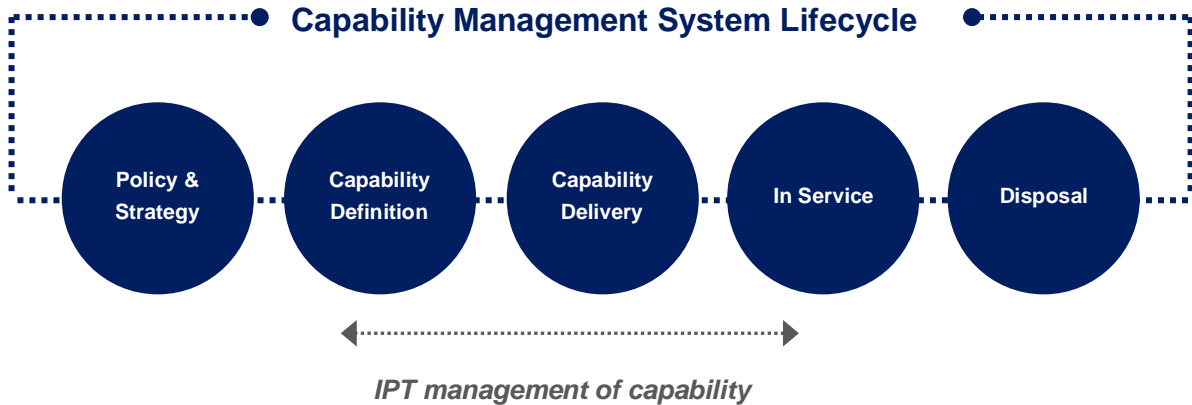 Capability Management System Lifecycle
Policy &
Strategy
Capability
Definition
Capability
Delivery
In Service
Disposal
IPT management of capability